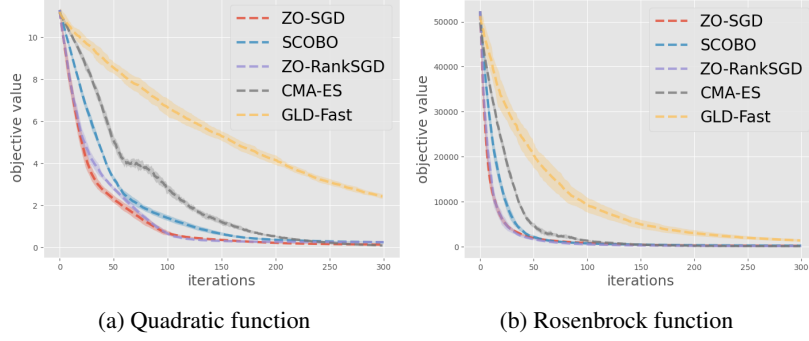 ZO-SGD
SCOBO
ZO-RankSGD
CMA-ES
GLD-Fast
objective value
10
8
6
4
2
0
0
50
100
150
200
250
300
iterations
(a) Quadratic function
ZO-SGD
SCOBO
ZO-RankSGD
CMA-ES
GLD-Fast
objective value
50000
40000
30000
20000
10000
0
0
50
100
150
200
250
300
iterations
(b) Rosenbrock function